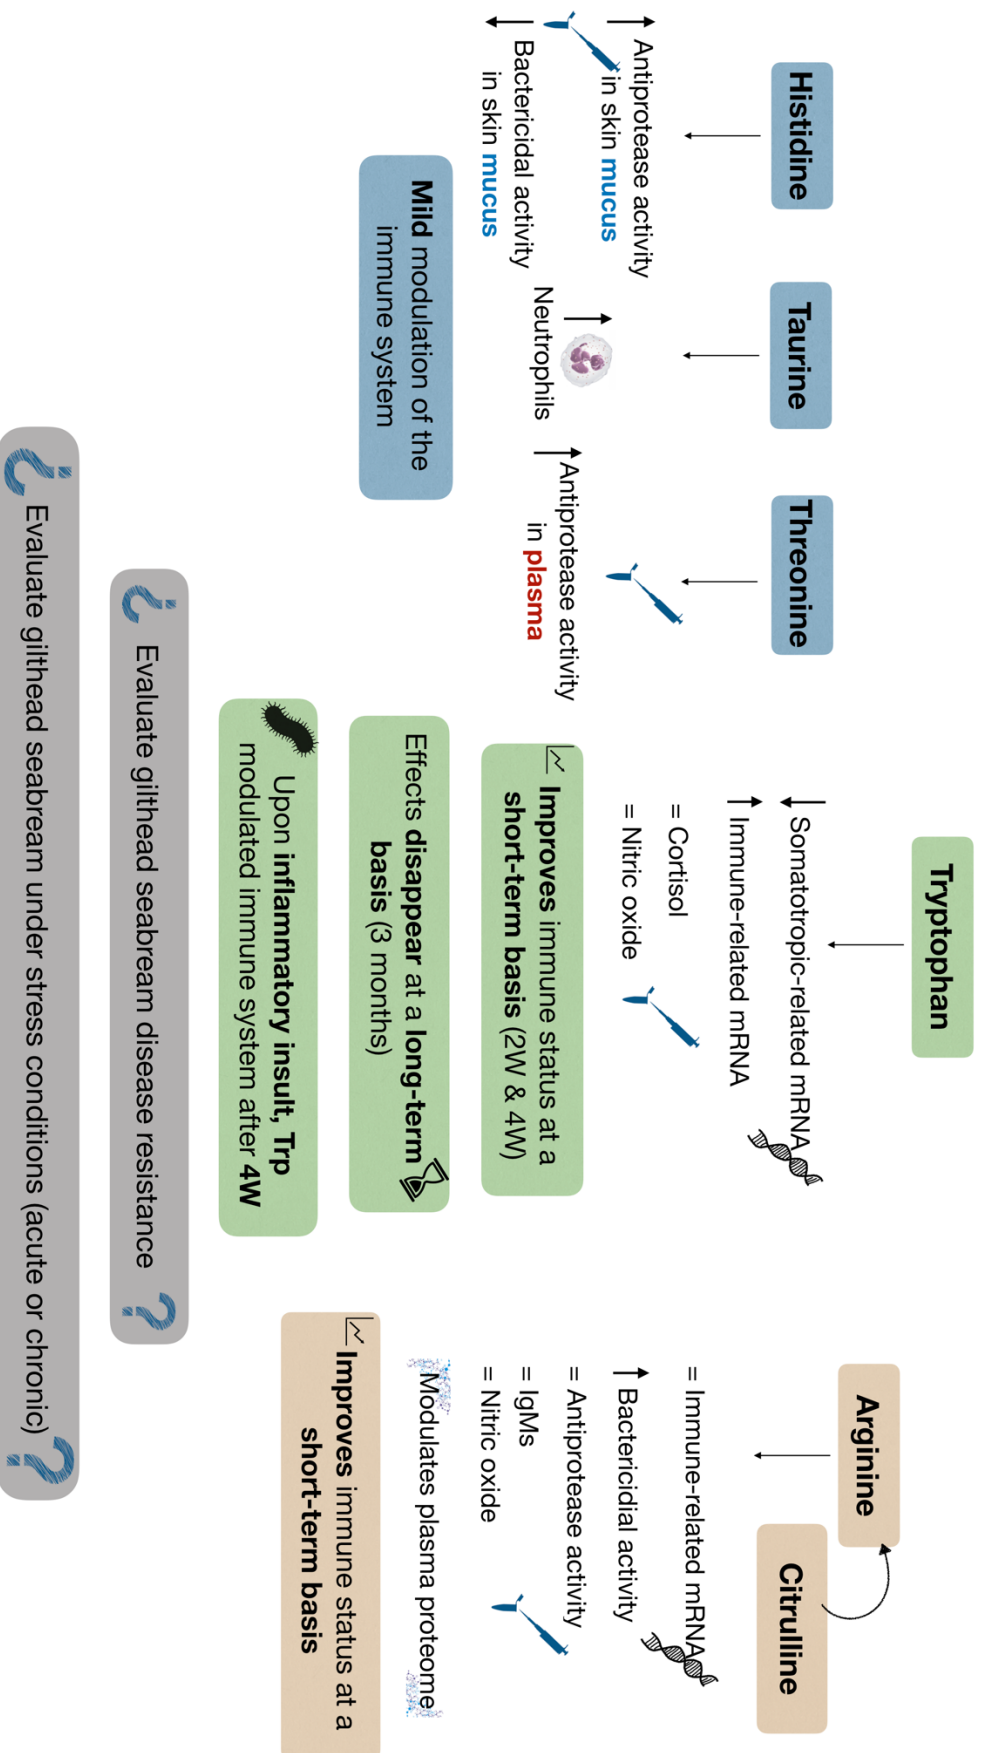 Histidine
Antiprotease activity
in skin mucus
Bactericidal activity
in skin mucus
Taurine
Neutrophils
Threonine
Antiprotease activity
in plasma
Mild modulation of the
immune system
Tryptophan
Somatotropic-related mRNA
Immune-related mRNA
= Cortisol
= Nitric oxide
Improves immune status at a
short-term basis (2W & 4W)
Effects disappear at a long-term
basis (3 months)
Upon inflammatory insult, Trp
modulated immune system after 4W
Arginine
Citrulline
= Immune-related mRNA
Bactericidial activity
= Antiprotease activity
= IgMs
= Nitric oxide
Modulates plasma proteome
Improves immune status at a
short-term basis
¿ Evaluate gilthead seabream disease resistance ?
¿ Evaluate gilthead seabream under stress conditions (acute or chronic) ?